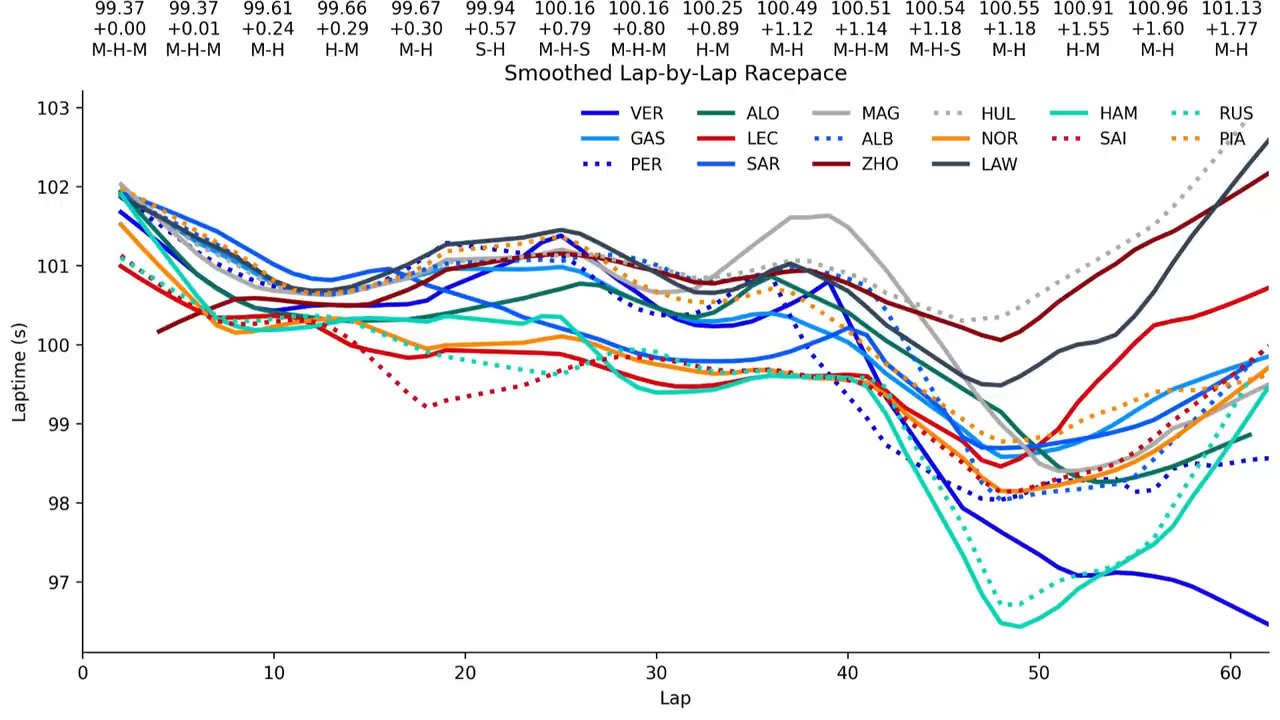 99.37 99.37 99.61 99.66 99.67 99.94 100.16 100.16 100.25 100.49 100.51 100.54 100.55 100.91 100.96 101.13
+0.00 +0.01 +0.24 +0.29 +0.30 +0.57 +0.79 +0.80 +0.89 +1.12 +1.14 +1.18 +1.18 +1.55 +1.60 +1.77
M-H-M M-H-M M-H H-M M-H S-H M-H-S M-H-M H-M M-H M-H-M M-H-S M-H H-M M-H M-H
Smoothed Lap-by-Lap Racepace
VER ALO MAG HUL HAM RUS
GAS LEC ALB NOR SAI PIA
PER SAR ZHO LAW
103
102
101
100
99
98
97
Laptime (s)
0 10 20 30 40 50 60
Lap